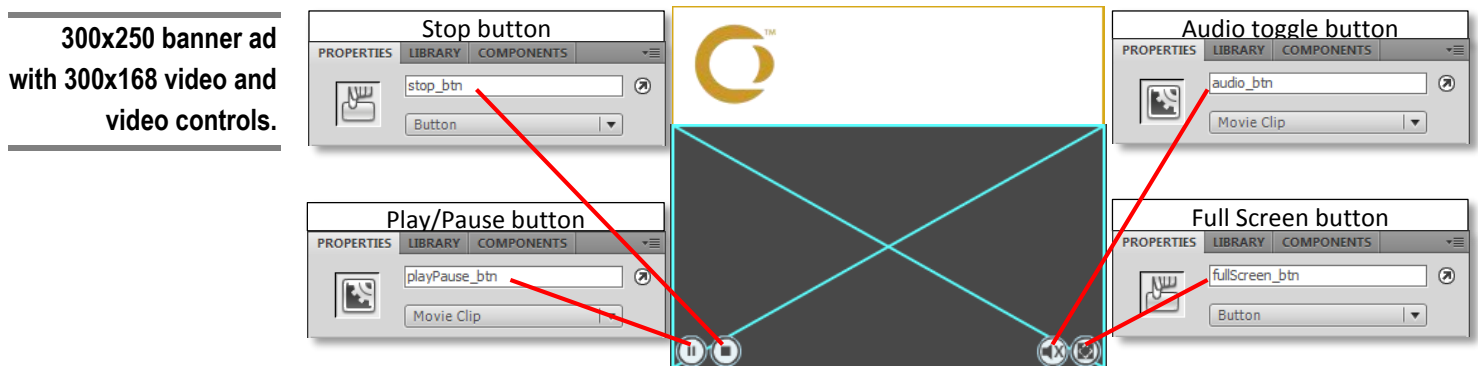 300x250 banner ad
with 300x168 video and
video controls.
Stop button
PROPERTIES LIBRARY COMPONENTS
stop_btn
Button
Play/Pause button
PROPERTIES LIBRARY COMPONENTS
playPause_btn
Movie Clip
TM
Audio toggle button
PROPERTIES LIBRARY COMPONENTS
audio_btn
Movie Clip
Full Screen button
PROPERTIES LIBRARY COMPONENTS
fullScreen_btn
Button